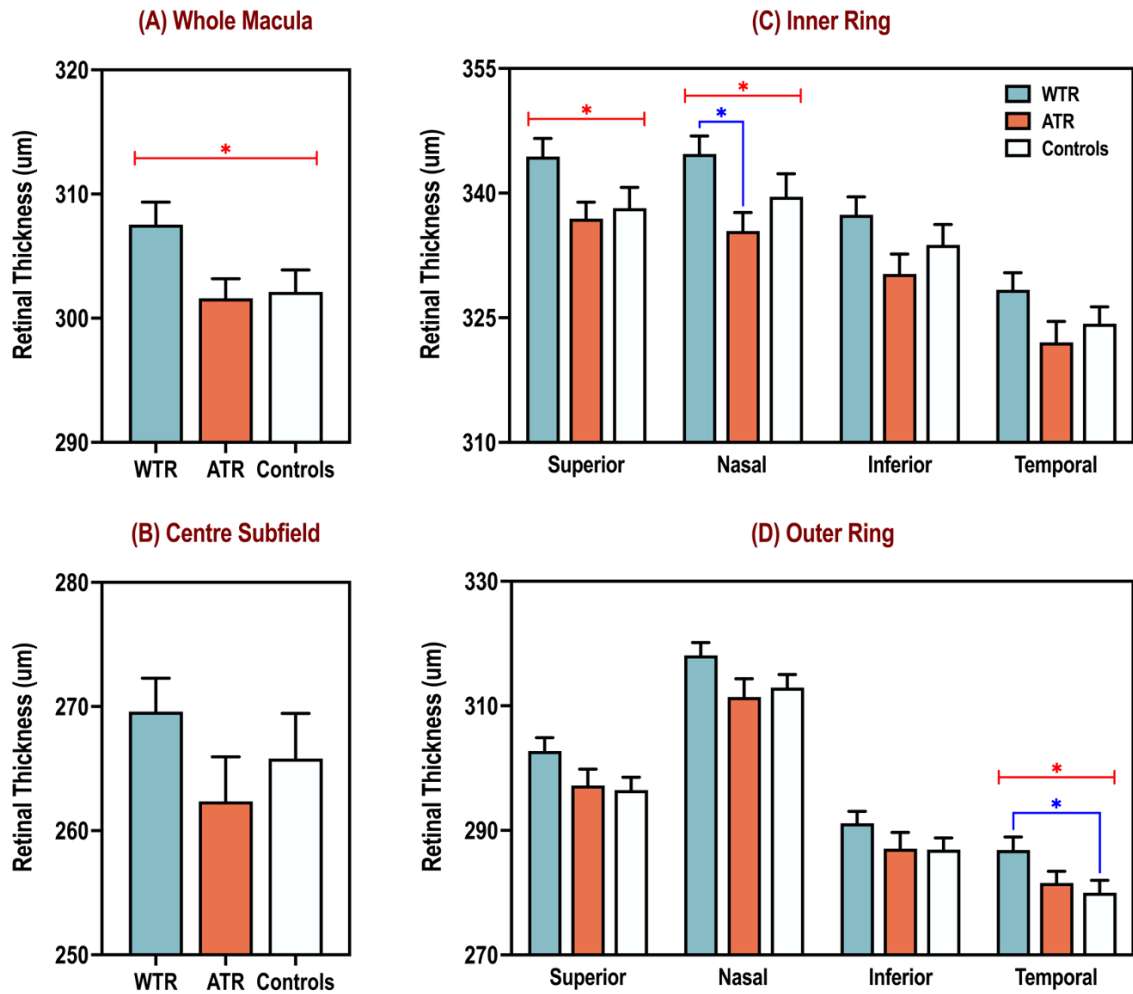 (A) Whole Macula
Retinal Thickness (um)
320
310
300
290
*
WTR ATR Controls
(C) Inner Ring
Retinal Thickness (um)
355
340
325
310
*
*
*
WTR
ATR
Controls
Superior Nasal Inferior Temporal
(B) Centre Subfield
Retinal Thickness (um)
280
270
260
250
WTR ATR Controls
(D) Outer Ring
Retinal Thickness (um)
330
310
290
270
*
*
Superior Nasal Inferior Temporal